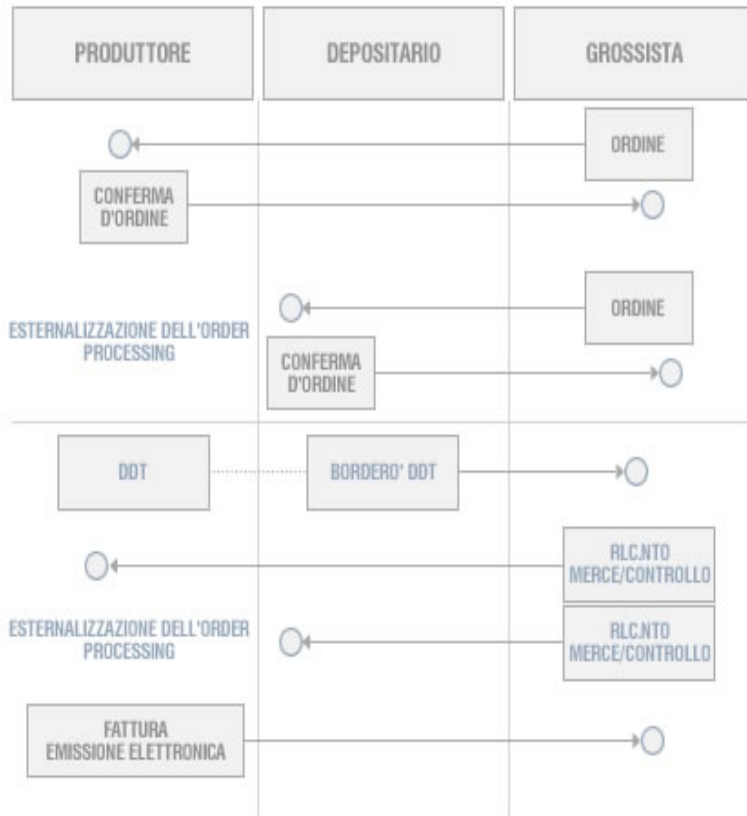 PRODUTTORE
DEPOSITARIO
GROSSISTA
ORDINE
CONFERMA
D'ORDINE
ORDINE
ESTERNALIZZAZIONE DELL'ORDER
PROCESSING
CONFERMA
D'ORDINE
DDT
BORDERO' DDT
RLC.NTO
MERCE/CONTROLLO
ESTERNALIZZAZIONE DELL'ORDER
PROCESSING
RLC.NTO
MERCE/CONTROLLO
FATTURA
EMISSIONE ELETTRONICA